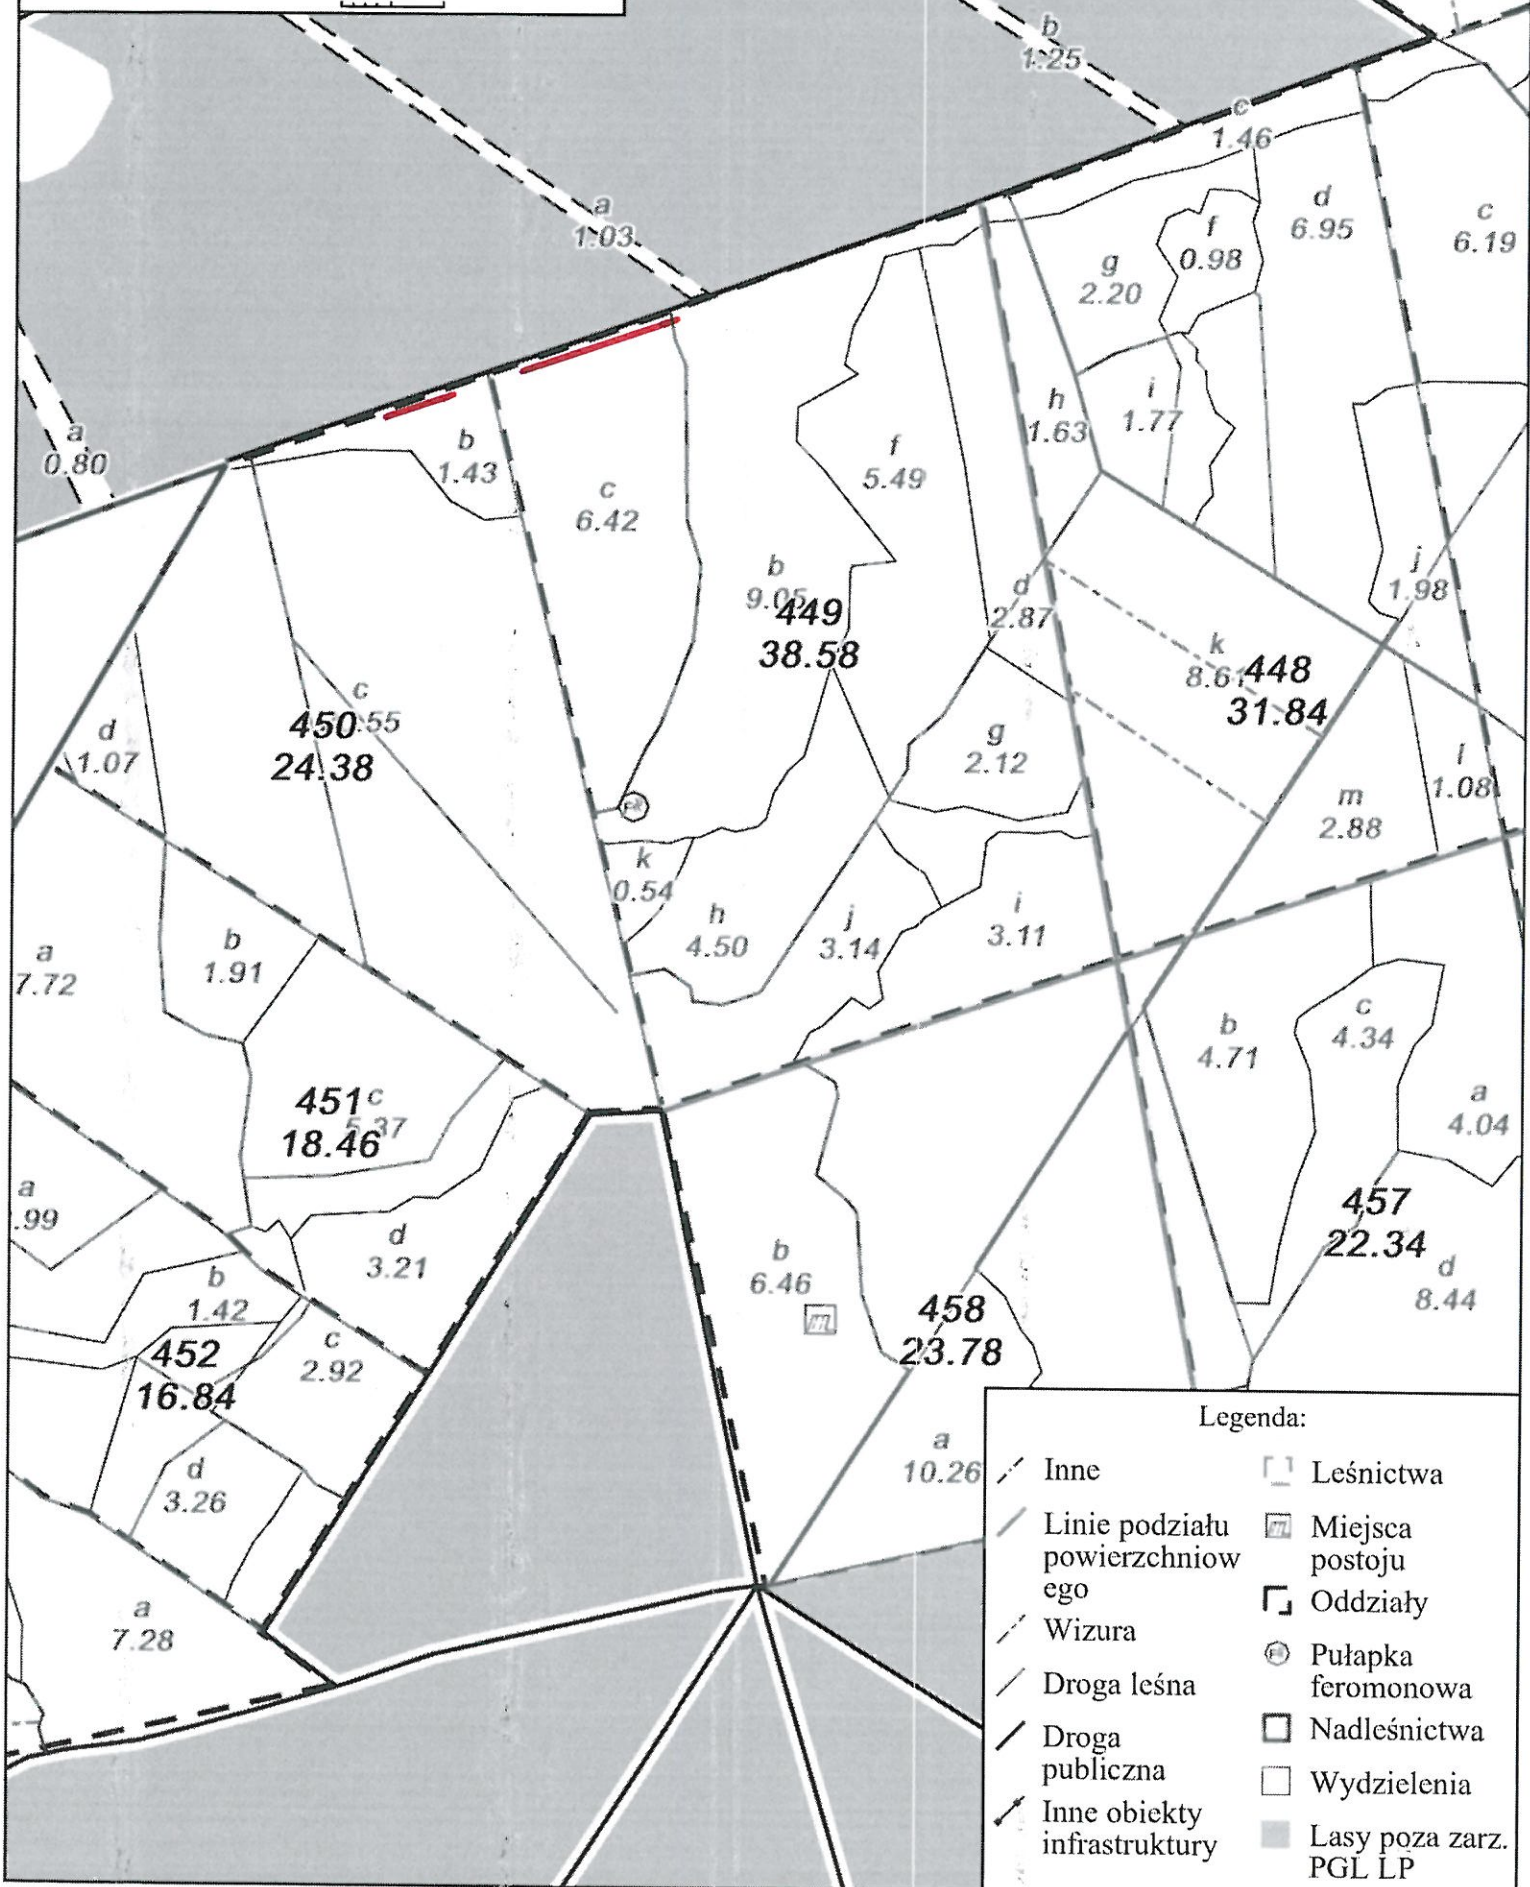 b
1.25
c
1.46
a
1.03
d
6.95
c
6.19
f
0.98
g
2.20
a
0.80
b
1.43
c
6.42
f
5.49
h
1.63
i
1.77
b
9.05
449
38.58
d
2.87
j
1.98
k
8.61
448
31.84
c
.55
450
24.38
d
1.07
g
2.12
l
1.08
m
2.88
k
0.54
h
4.50
j
3.14
i
3.11
a
7.72
b
1.91
b
4.71
c
4.34
a
4.04
451
c
5.37
18.46
a
.99
d
3.21
b
1.42
452
16.84
c
2.92
b
6.46
m
458
23.78
457
22.34
d
8.44
a
10.26
d
3.26
a
7.28
Legenda:
Inne
Linie podziału
powierzchniow
ego
Wizura
Droga leśna
Droga
publiczna
Inne obiekty
infrastruktury
Leśnictwa
m
Miejsca
postoju
Oddziały
Pułapka
feromonowa
Nadleśnictwa
Wydzielenia
Lasy poza zarz.
PGL LP